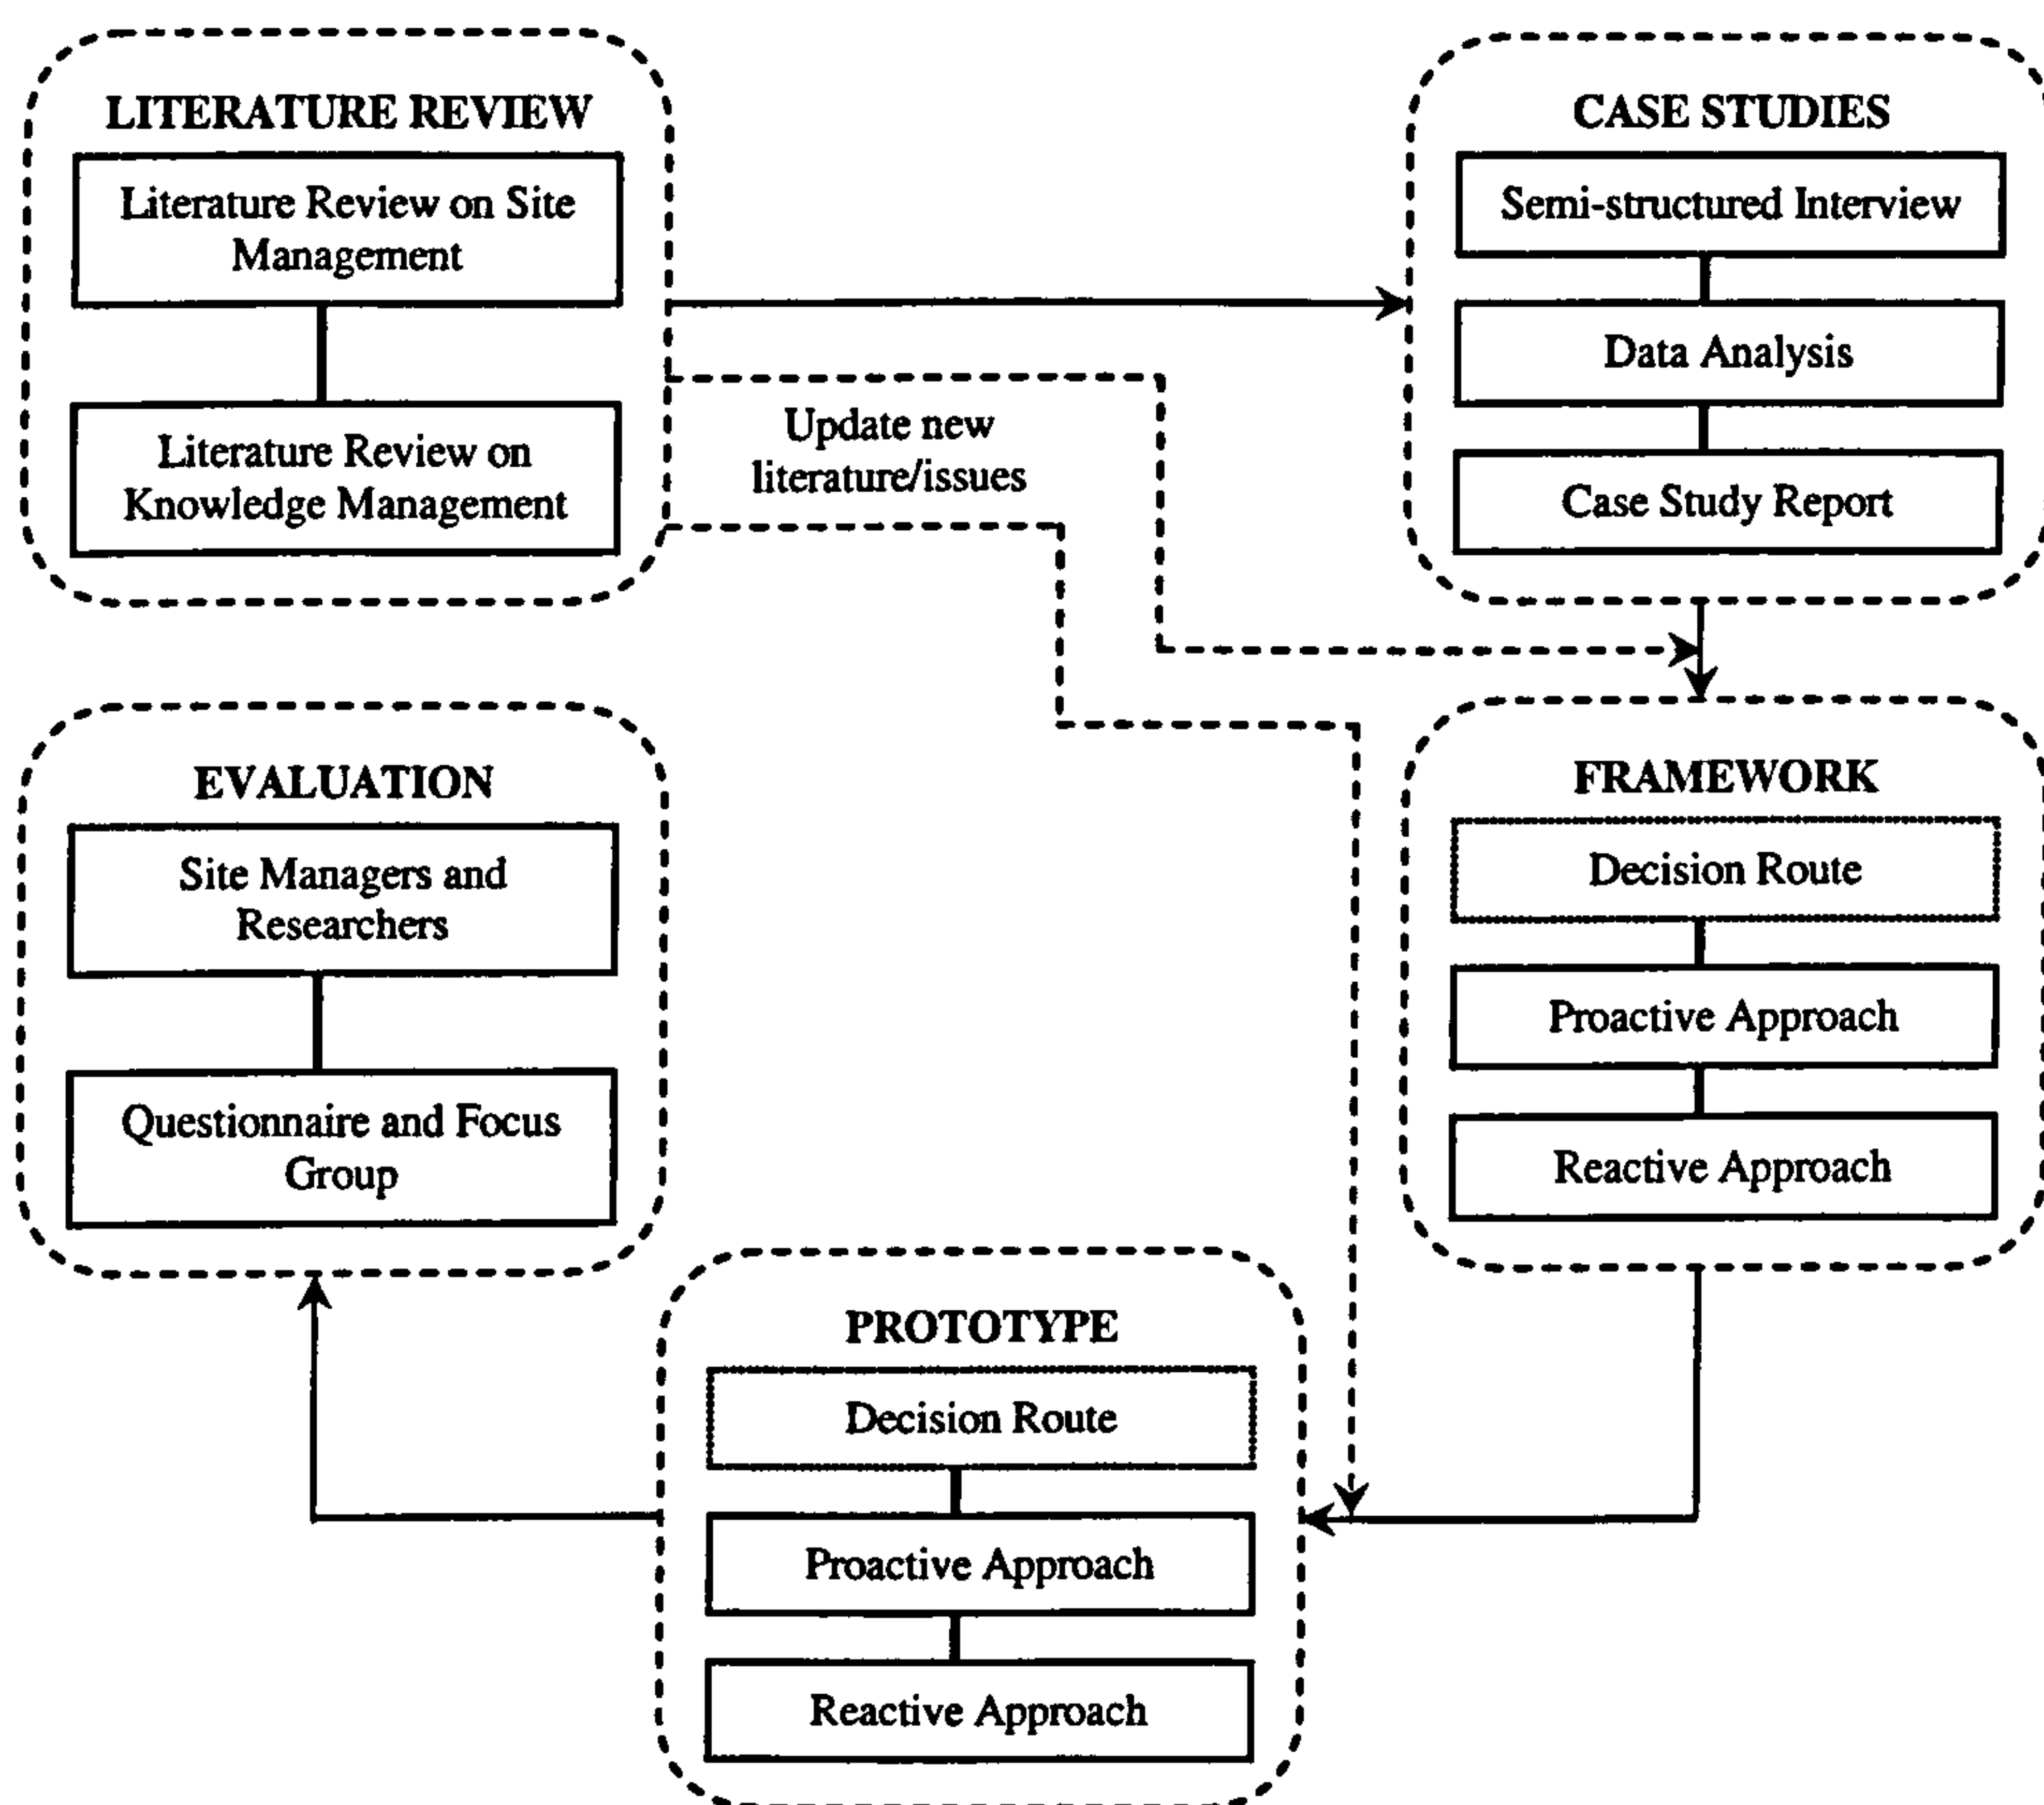 LITERATURE REVIEW
Literature Review on Site
Management
Literature Review on
Knowledge Management
Update new
literature/issues
CASE STUDIES
Semi-structured Interview
Data Analysis
Case Study Report
FRAMEWORK
Decision Route
Proactive Approach
Reactive Approach
PROTOTYPE
Decision Route
Proactive Approach
Reactive Approach
EVALUATION
Site Managers and
Researchers
Questionnaire and Focus
Group